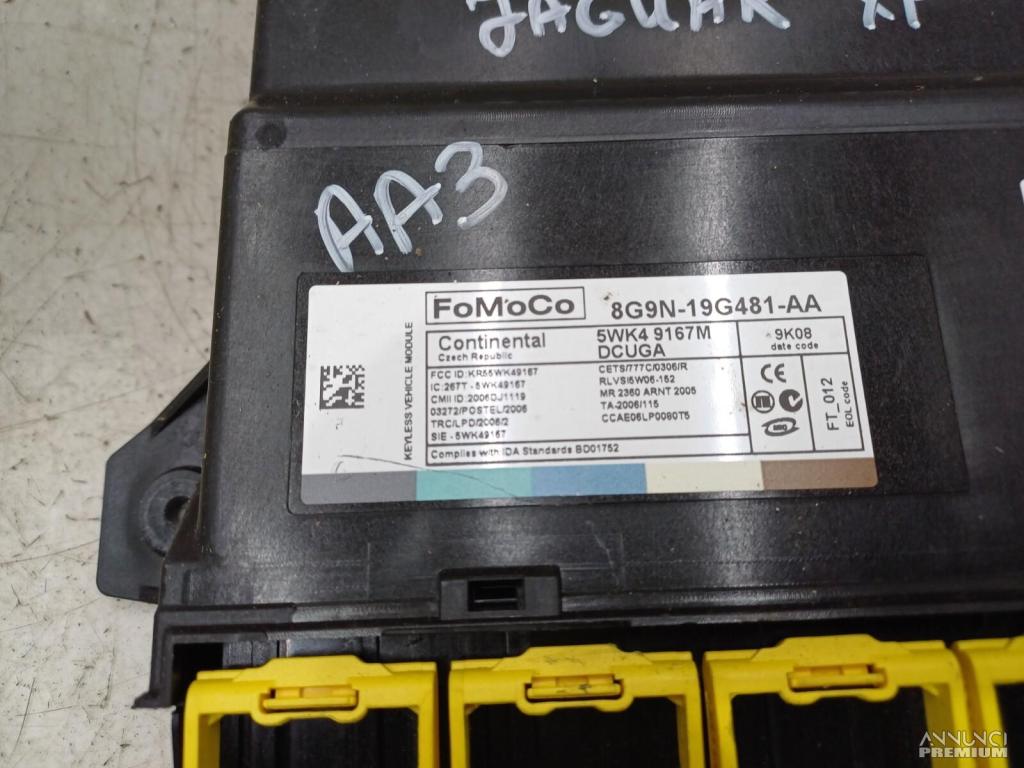 JAGUAR XF
AA3
FoMoCo
8G9N-19G481-AA
KEYLESS VEHICLE MODULE
Continental
Czech Republic
5WK4 9167M
DCUGA
9K08
date code
FCC ID: KR55WK49167
IC: 267T - 5WK49167
CMII ID: 2006DJ1119
03272/POSTEL/2006
TRC/LPD/2006/2
SIE - 5WK49167
CETS/777C/0306/R
RLVSI5W06-152
MR 2360 ARNT 2005
TA-2006/115
CCAE06LP0090T5
CE
FT_012
EOL code
Complies with IDA Standards BD01752
ANNUNCI
PREMIUM